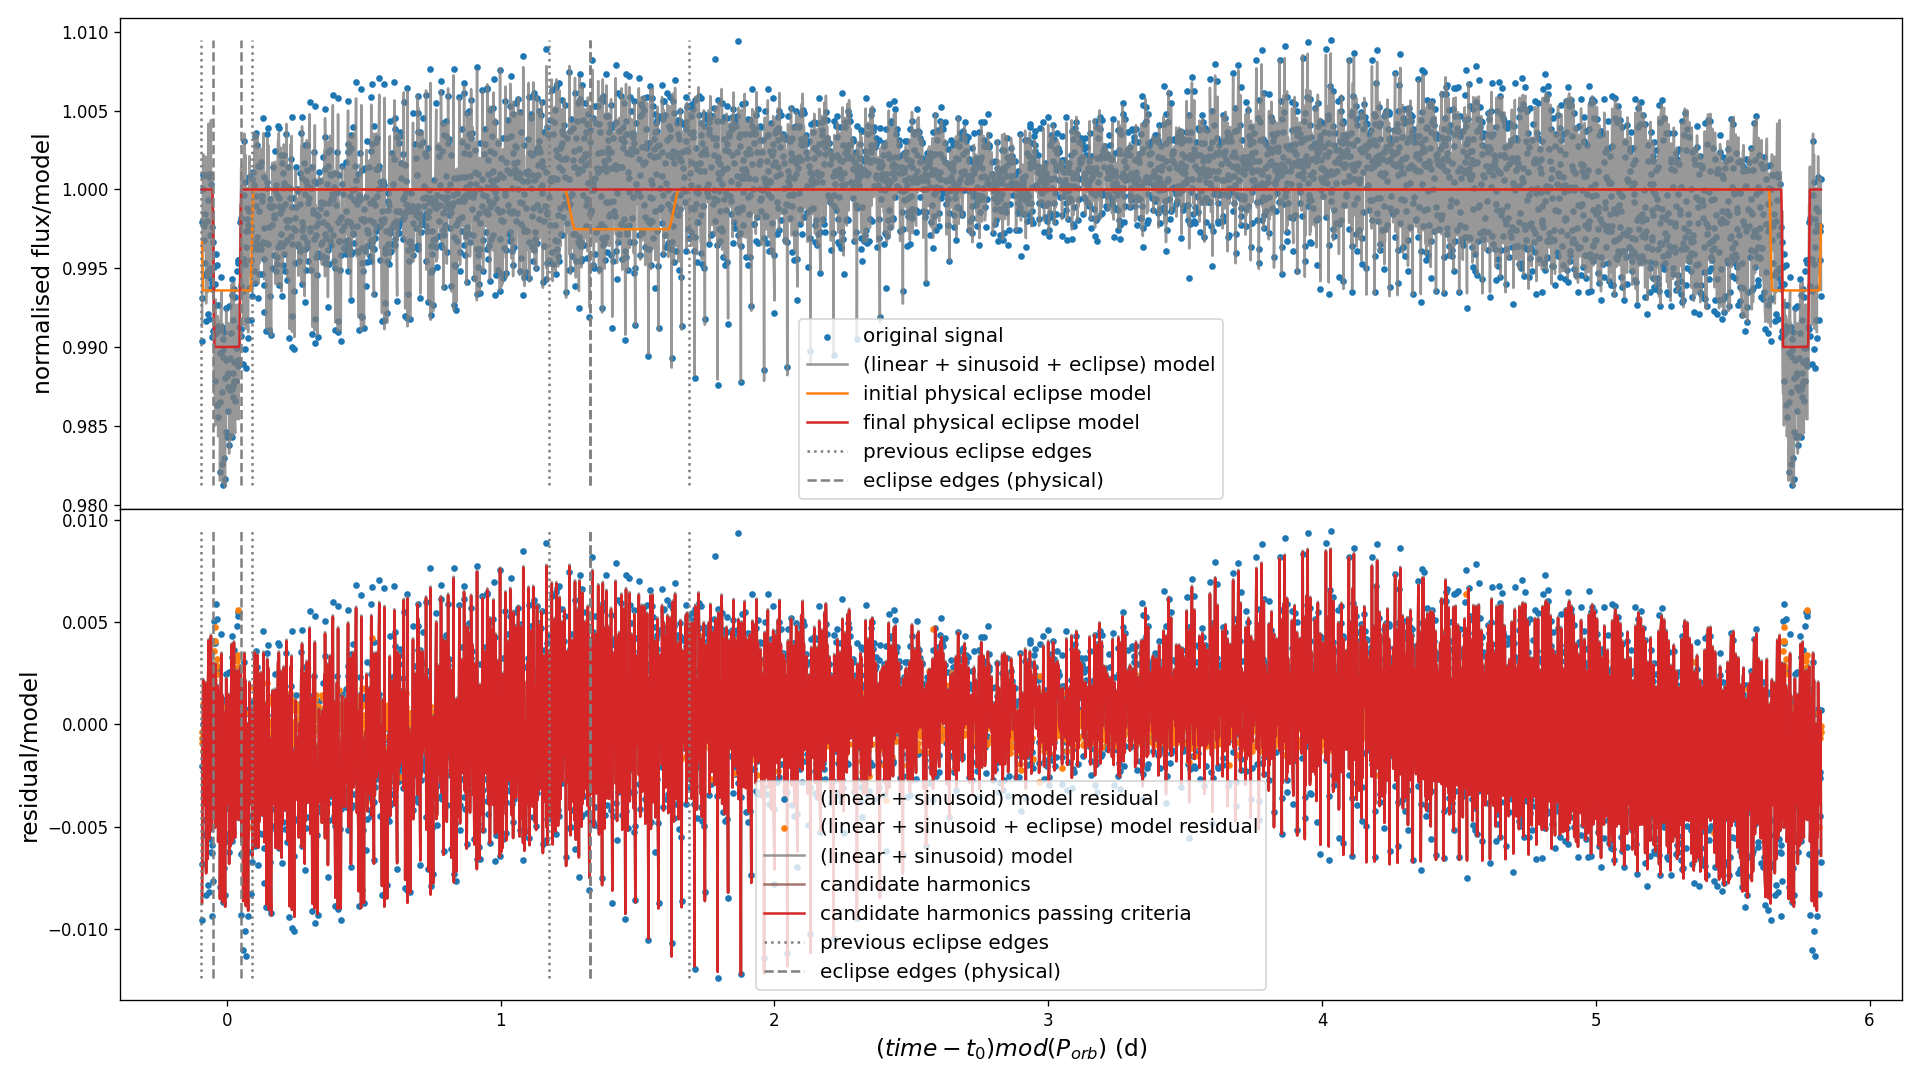 1.010
1.005
1.000
0.995
0.990
0.985
0.980
normalised flux/model
original signal
(linear + sinusoid + eclipse) model
initial physical eclipse model
final physical eclipse model
previous eclipse edges
eclipse edges (physical)
0.010
0.005
0.000
−0.005
−0.010
residual/model
(linear + sinusoid) model residual
(linear + sinusoid + eclipse) model residual
(linear + sinusoid) model
candidate harmonics
candidate harmonics passing criteria
previous eclipse edges
eclipse edges (physical)
0 1 2 3 4 5 6
(time − t₀)mod(P_orb) (d)